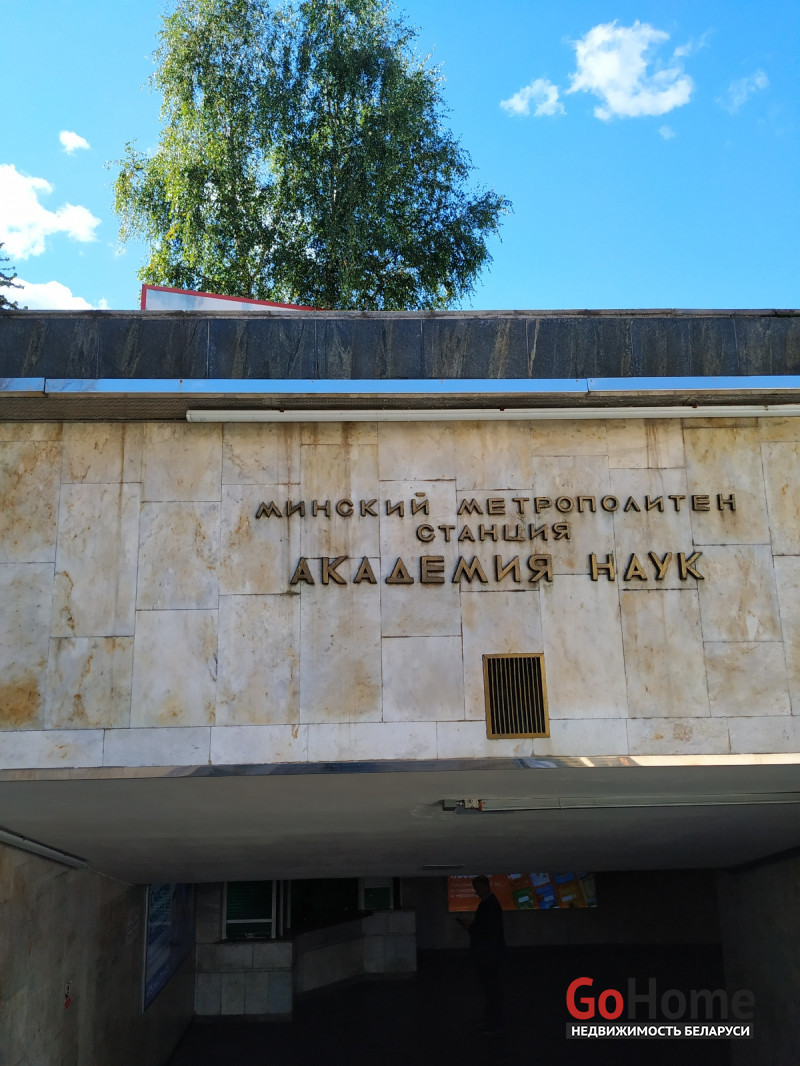 МИНСКИЙ МЕТРОПОЛИТЕН
СТАНЦИЯ
АКАДЕМИЯ НАУК
GoHome
НЕДВИЖИМОСТЬ БЕЛАРУСИ